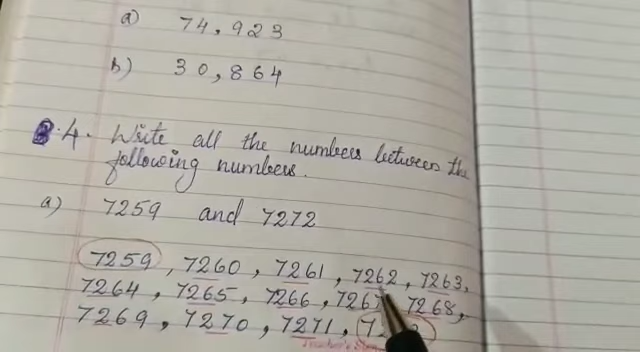 a) 74,923
b) 30,864
8.4. Write all the numbers between the
following numbers.
a) 7259 and 7272
7259, 7260, 7261, 7262, 7263,
7264, 7265, 7266, 7267, 7268,
7269, 7270, 7271,